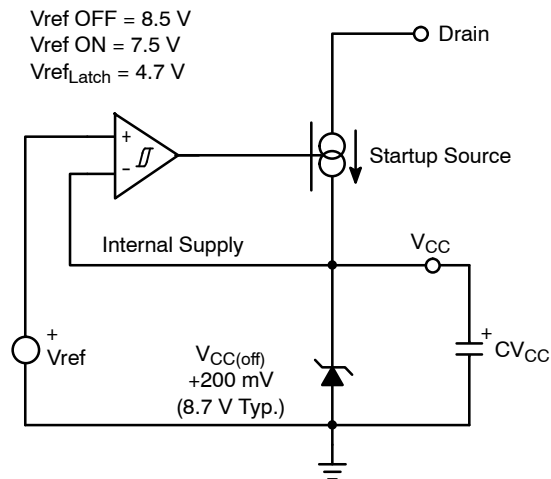 Vref OFF = 8.5 V
Vref ON = 7.5 V
VrefLatch = 4.7 V
Drain
+
-
Startup Source
Internal Supply
VCC
+
Vref
VCC(off)
+200 mV
(8.7 V Typ.)
+
CVCC